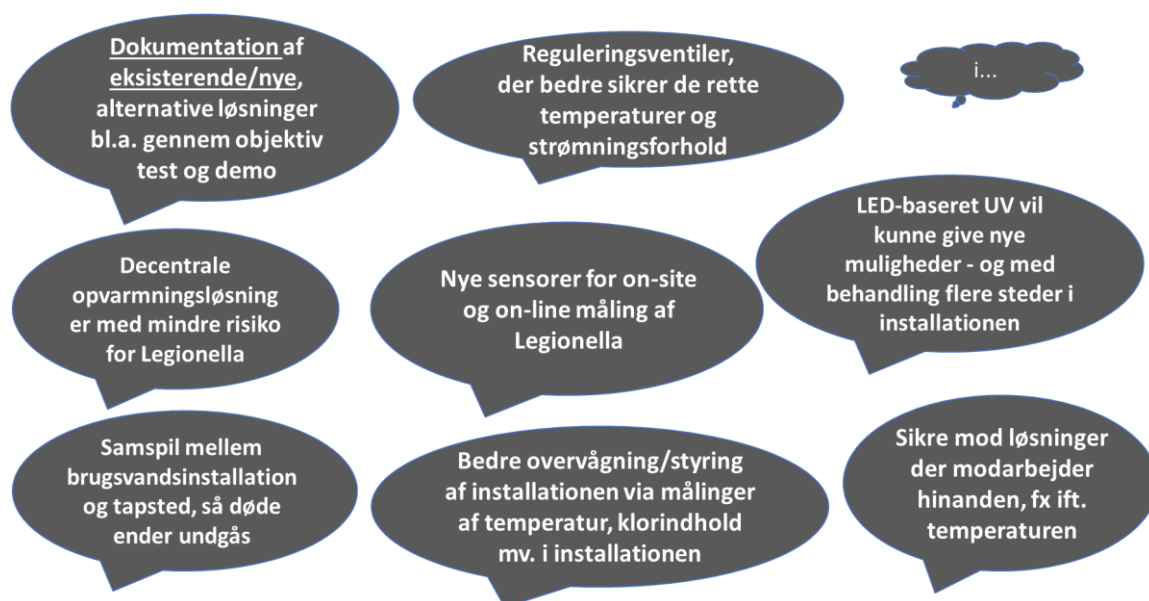 Dokumentation af
eksisterende/nye,
alternative løsninger
bl.a. gennem objektiv
test og demo
Reguleringsventiler,
der bedre sikrer de rette
temperaturer og
strømningsforhold
i...
Decentrale
opvarmningsløsning
er med mindre risiko
for Legionella
Nye sensorer for on-site
og on-line måling af
Legionella
LED-baseret UV vil
kunne give nye
muligheder - og med
behandling flere steder i
installationen
Samspil mellem
brugsvandsinstallation
og tapsted, så døde
ender undgås
Bedre overvågning/styring
af installationen via målinger
af temperatur, klorindhold
mv. i installationen
Sikre mod løsninger
der modarbejder
hinanden, fx ift.
temperaturen